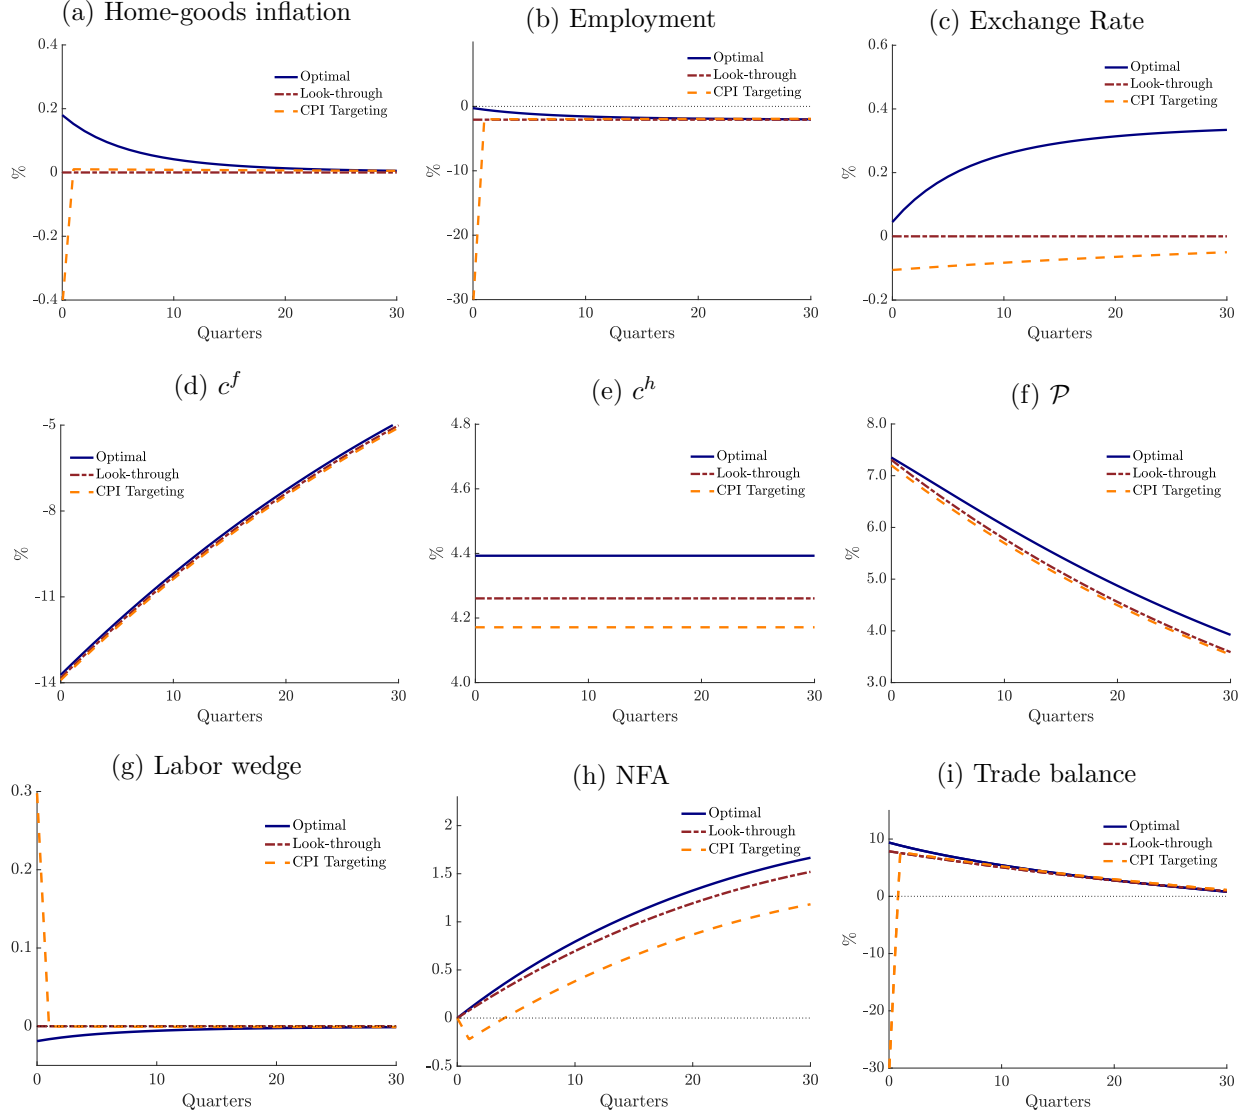 (a) Home-goods inflation
0.4
0.2
0
-0.2
-0.4
%
0
10
20
30
Quarters
Optimal
Look-through
CPI Targeting
(b) Employment
0
-10
-20
-30
%
0
10
20
30
Quarters
Optimal
Look-through
CPI Targeting
(c) Exchange Rate
0.6
0.4
0.2
0
-0.2
%
0
10
20
30
Quarters
Optimal
Look-through
CPI Targeting
(d) c^f
-5
-8
-11
-14
%
0
10
20
30
Quarters
Optimal
Look-through
CPI Targeting
(e) c^h
4.8
4.6
4.4
4.2
4.0
%
0
10
20
30
Quarters
Optimal
Look-through
CPI Targeting
(f) 𝒫
8.0
7.0
6.0
5.0
4.0
3.0
%
0
10
20
30
Quarters
Optimal
Look-through
CPI Targeting
(g) Labor wedge
0.3
0.2
0.1
0
0
10
20
30
Quarters
Optimal
Look-through
CPI Targeting
(h) NFA
2
1.5
1
0.5
0
-0.5
0
10
20
30
Quarters
Optimal
Look-through
CPI Targeting
(i) Trade balance
10
0
-10
-20
-30
%
0
10
20
30
Quarters
Optimal
Look-through
CPI Targeting